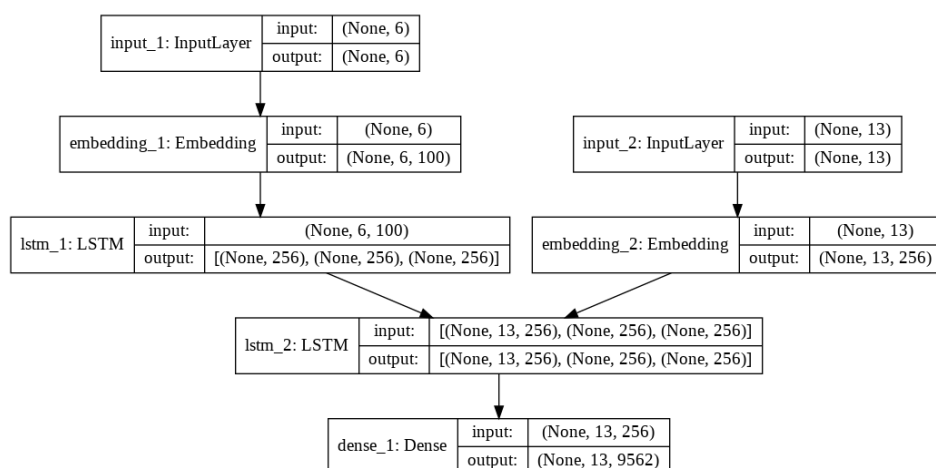 input_1: InputLayer
input: (None, 6)
output: (None, 6)
embedding_1: Embedding
input: (None, 6)
output: (None, 6, 100)
input_2: InputLayer
input: (None, 13)
output: (None, 13)
lstm_1: LSTM
input: (None, 6, 100)
output: [(None, 256), (None, 256), (None, 256)]
embedding_2: Embedding
input: (None, 13)
output: (None, 13, 256)
lstm_2: LSTM
input: [(None, 13, 256), (None, 256), (None, 256)]
output: [(None, 13, 256), (None, 256), (None, 256)]
dense_1: Dense
input: (None, 13, 256)
output: (None, 13, 9562)